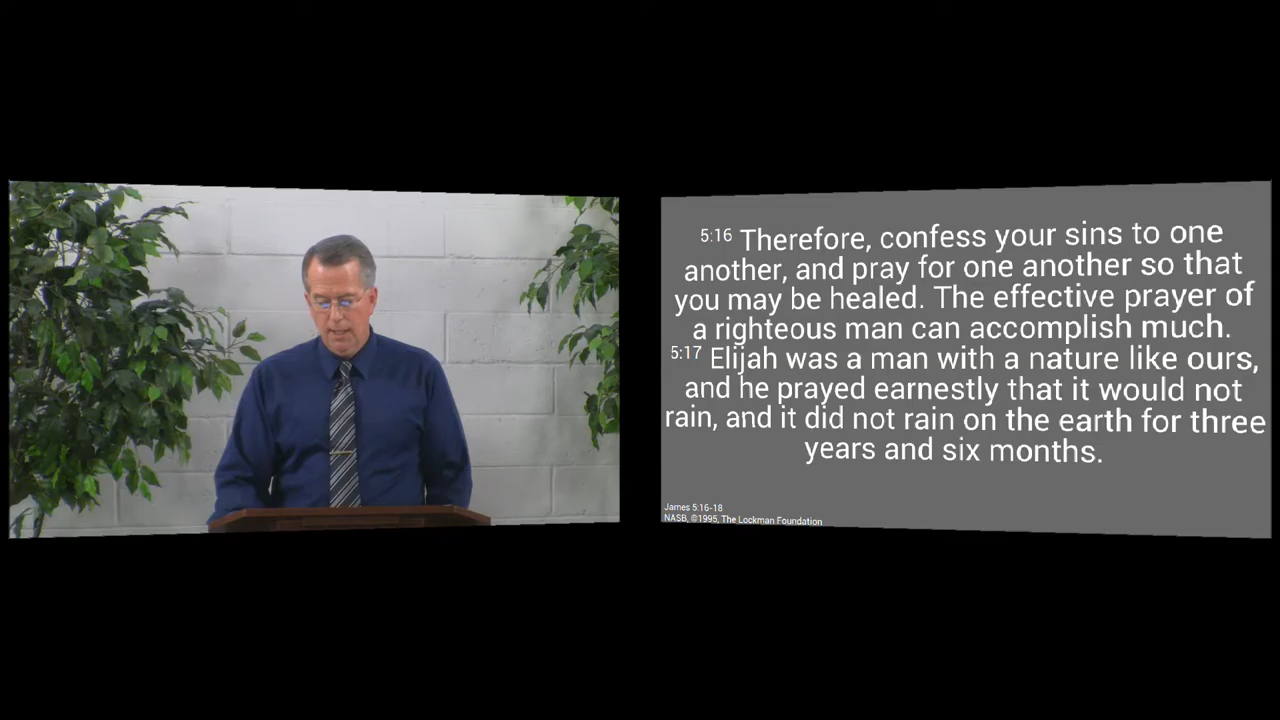 5:16 Therefore, confess your sins to one
another, and pray for one another so that
you may be healed. The effective prayer of
a righteous man can accomplish much.
5:17 Elijah was a man with a nature like ours,
and he prayed earnestly that it would not
rain, and it did not rain on the earth for three
years and six months.
James 5:16-18
NASB, ©1995, The Lockman Foundation